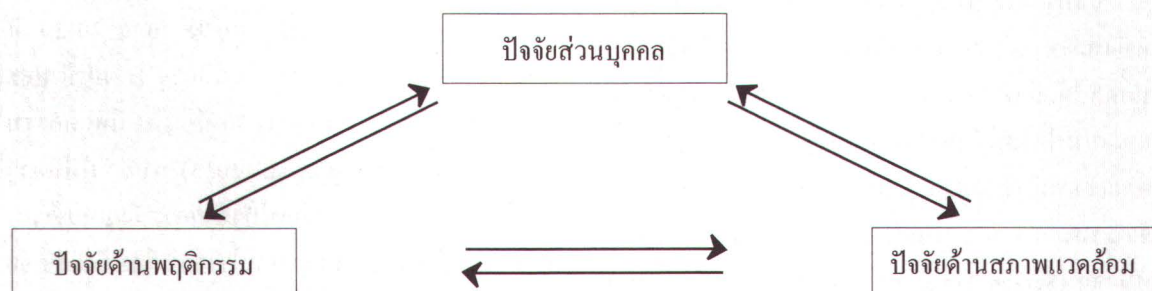 ปัจจัยส่วนบุคคล
ปัจจัยด้านพฤติกรรม
ปัจจัยด้านสภาพแวดล้อม